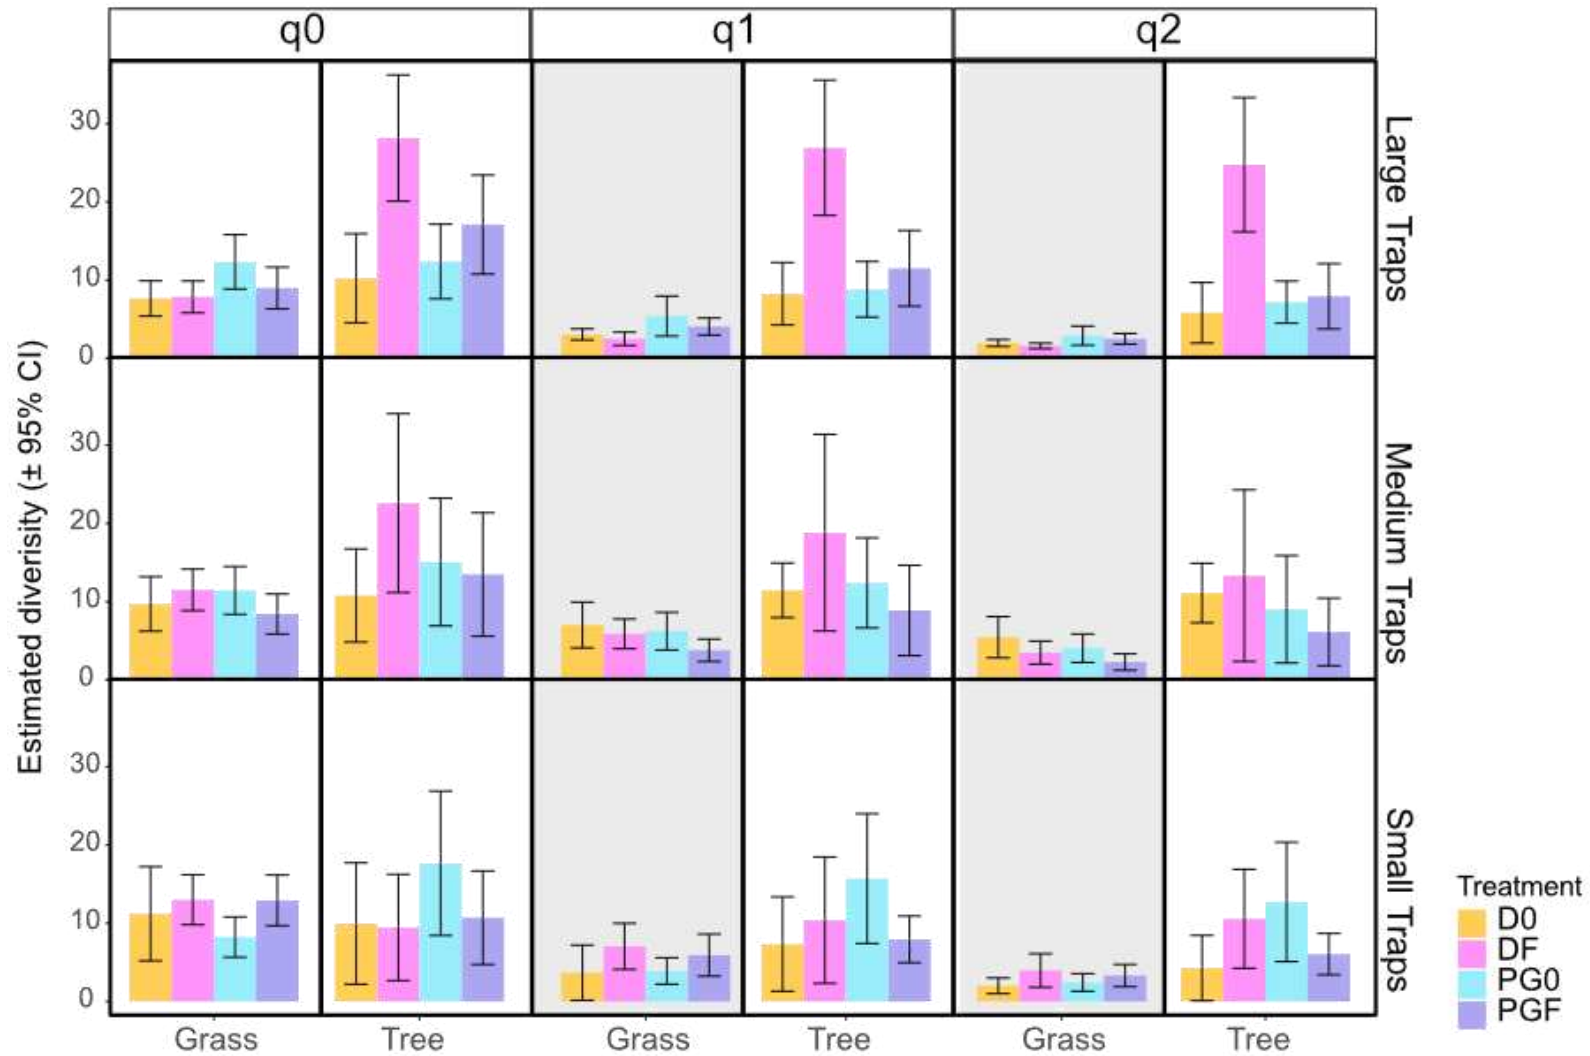 q0 q1 q2
Estimated diverisity (± 95% CI)
30
20
10
0
Large Traps
30
20
10
0
Medium Traps
30
20
10
0
Small Traps
Grass Tree Grass Tree Grass Tree
Treatment
D0
DF
PG0
PGF